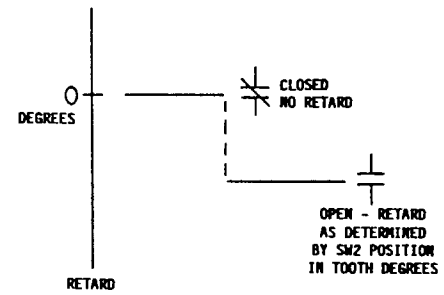 0
DEGREES
CLOSED
NO RETARD
OPEN - RETARD
AS DETERMINED
BY SW2 POSITION
IN TOOTH DEGREES
RETARD